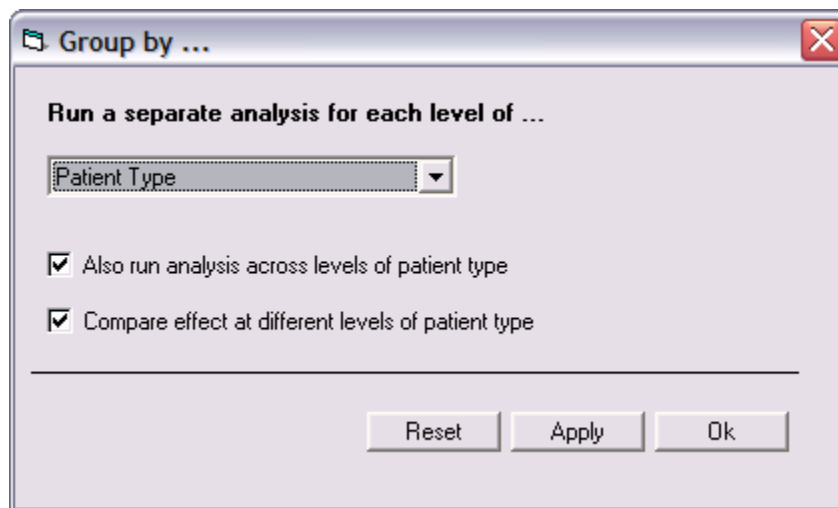 Group by ...
Run a separate analysis for each level of ...
Patient Type
Also run analysis across levels of patient type
Compare effect at different levels of patient type
Reset Apply Ok